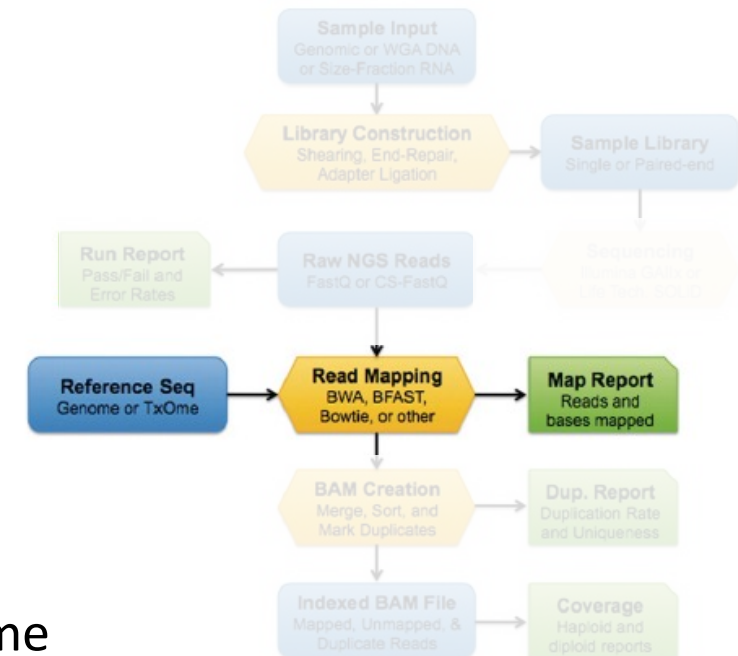 Sample Input
Genomic or WGA DNA
or Size-Fraction RNA
Library Construction
Shearing, End-Repair,
Adapter Ligation
Sample Library
Single or Paired-end
Run Report
Pass/Fail and
Error Rates
Raw NGS Reads
FastQ or CS-FastQ
Sequencing
Reference Seq
Genome or TxOme
Read Mapping
BWA, BFAST,
Bowtie, or other
Map Report
Reads and
bases mapped
BAM Creation
Merge, Sort, and
Mark Duplicates
Dup. Report
Duplication Rate
and Uniqueness
Indexed BAM File
Mapped, Unmapped, &
Duplicate Reads
Coverage
Haploid and
diploid reports
me